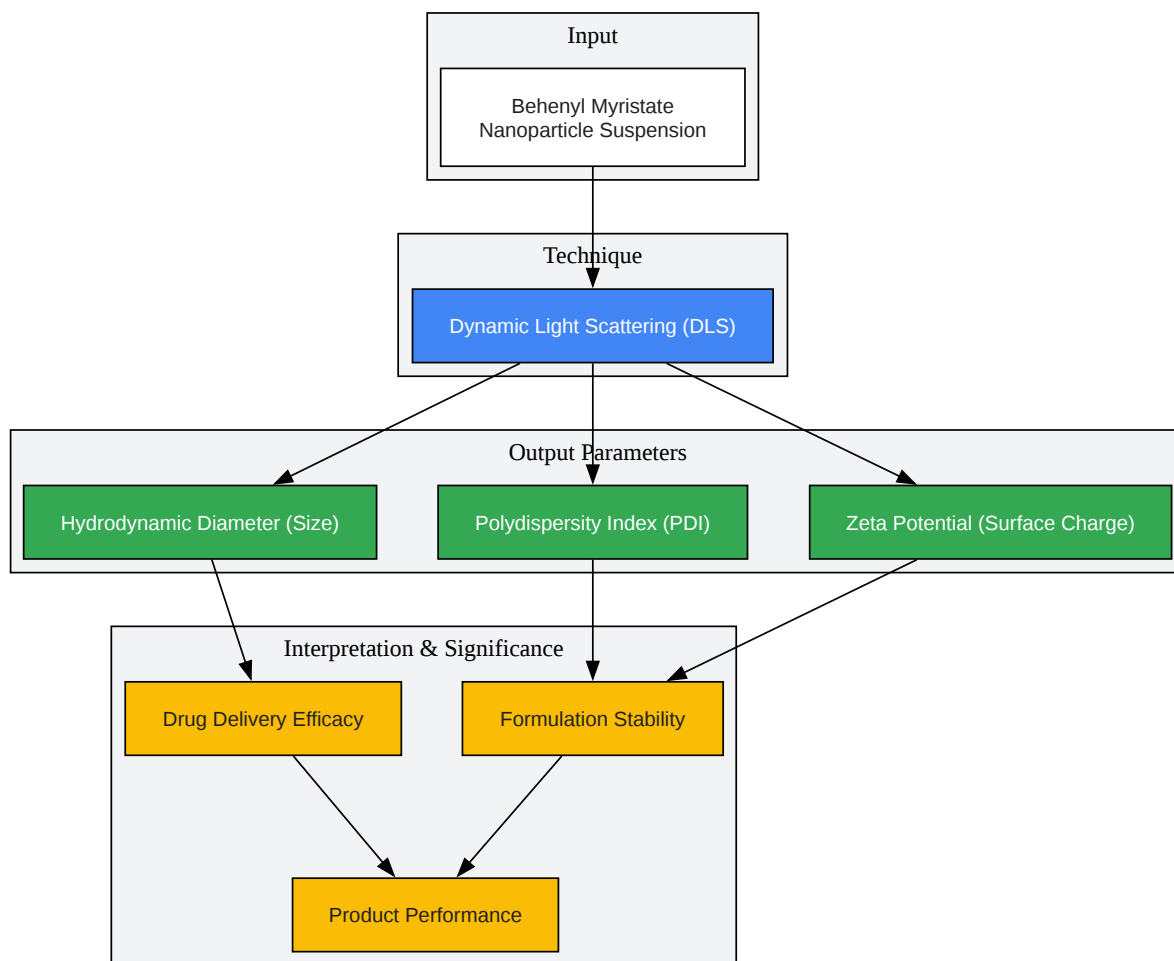 Input
Behenyl Myristate
Nanoparticle Suspension
Technique
Dynamic Light Scattering (DLS)
Output Parameters
Hydrodynamic Diameter (Size)
Polydispersity Index (PDI)
Zeta Potential (Surface Charge)
Interpretation & Significance
Drug Delivery Efficacy
Formulation Stability
Product Performance